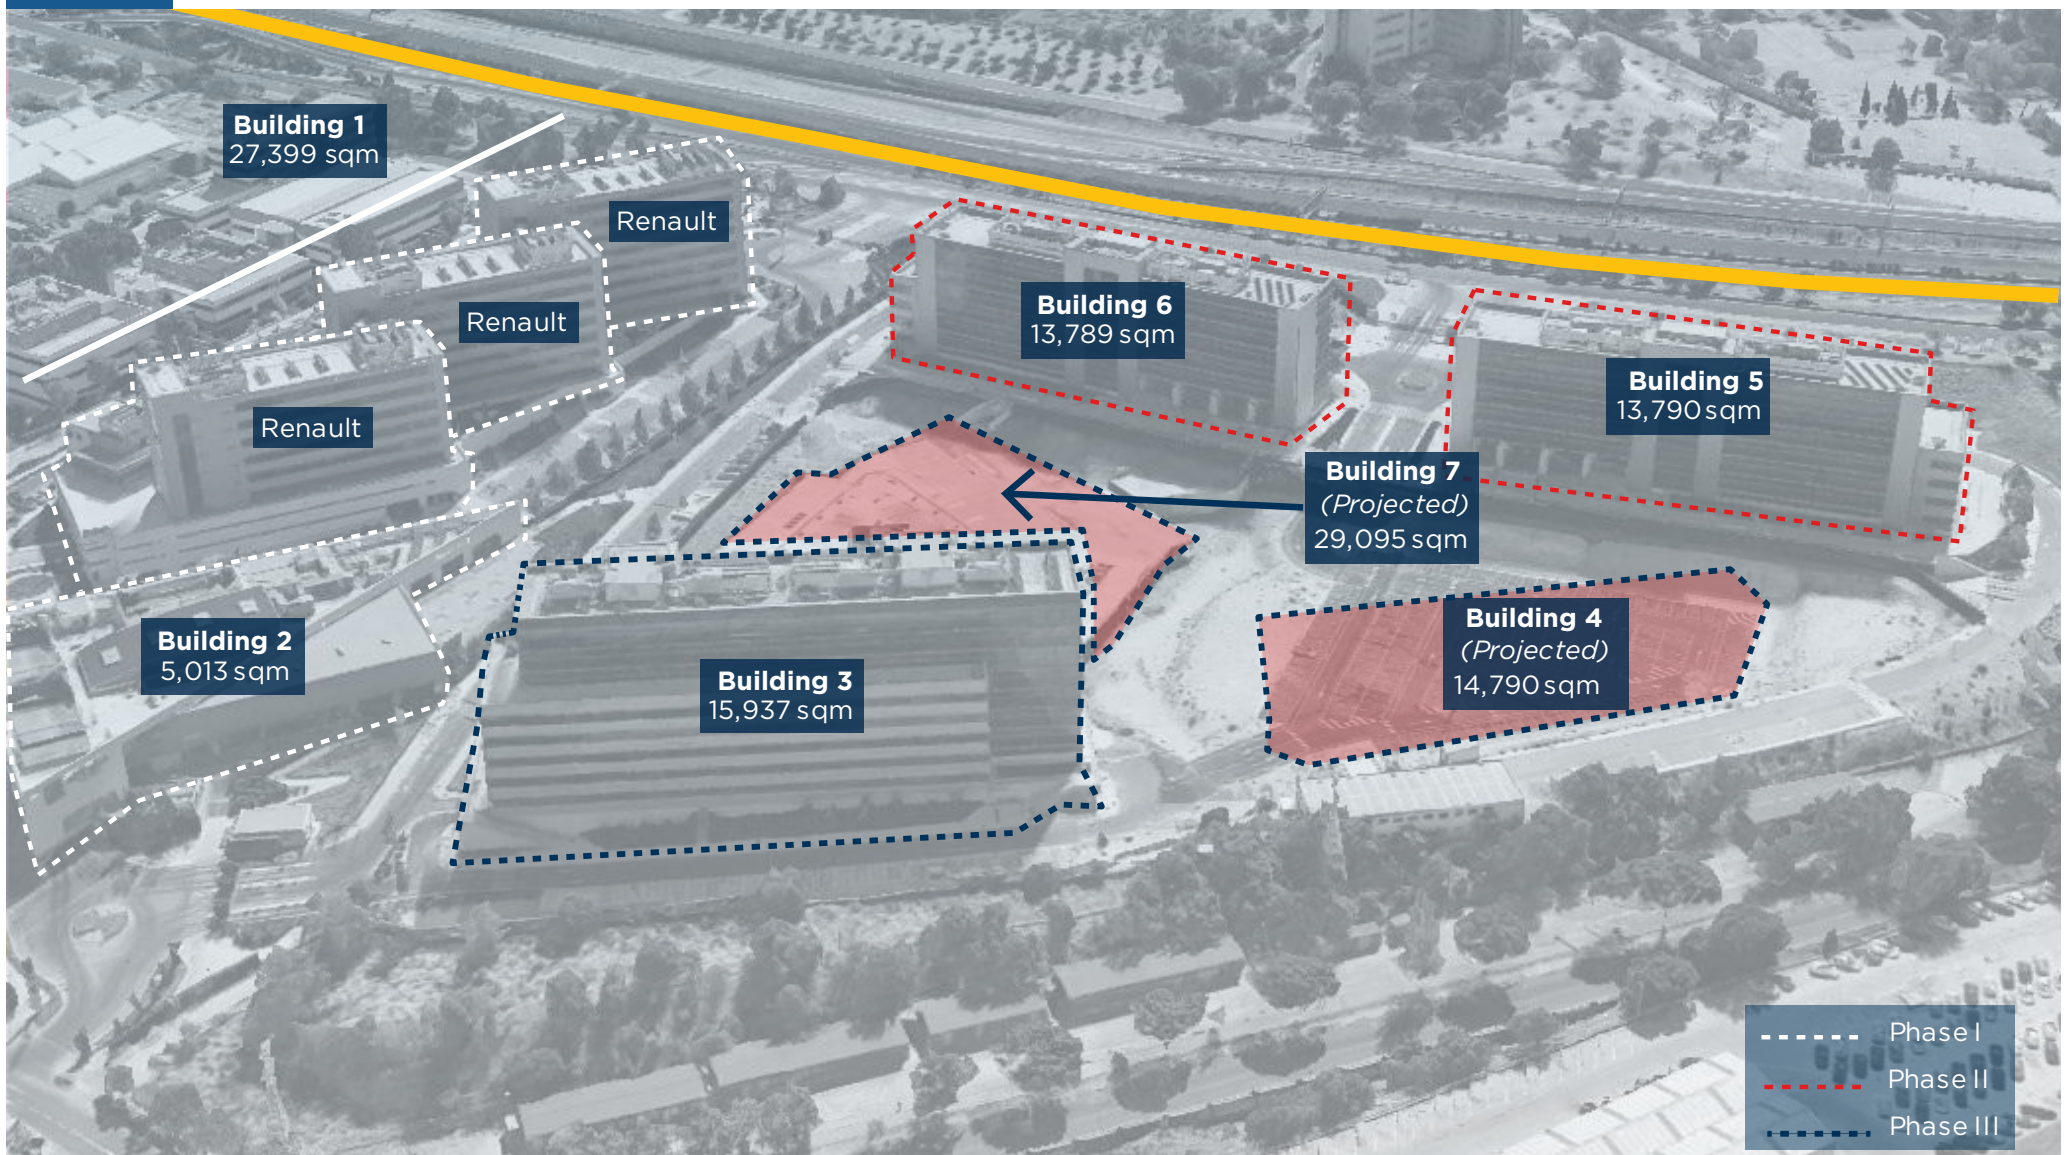 Building 1
27,399 sqm
Renault
Renault
Renault
Building 6
13,789 sqm
Building 5
13,790 sqm
Building 7
(Projected)
29,095 sqm
Building 4
(Projected)
14,790 sqm
Building 2
5,013 sqm
Building 3
15,937 sqm
Phase I
Phase II
Phase III